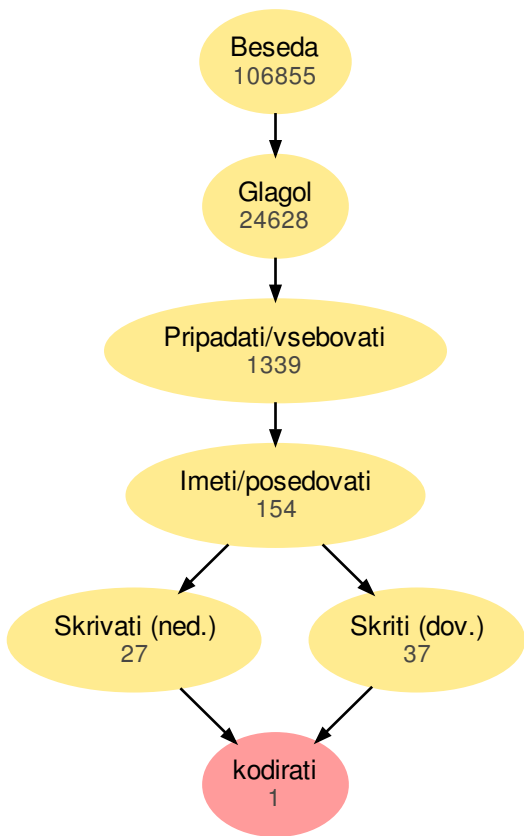 Beseda
106855
Glagol
24628
Pripadati/vsebovati
1339
Imeti/posedovati
154
Skrivati (ned.)
27
Skriti (dov.)
37
kodirati
1